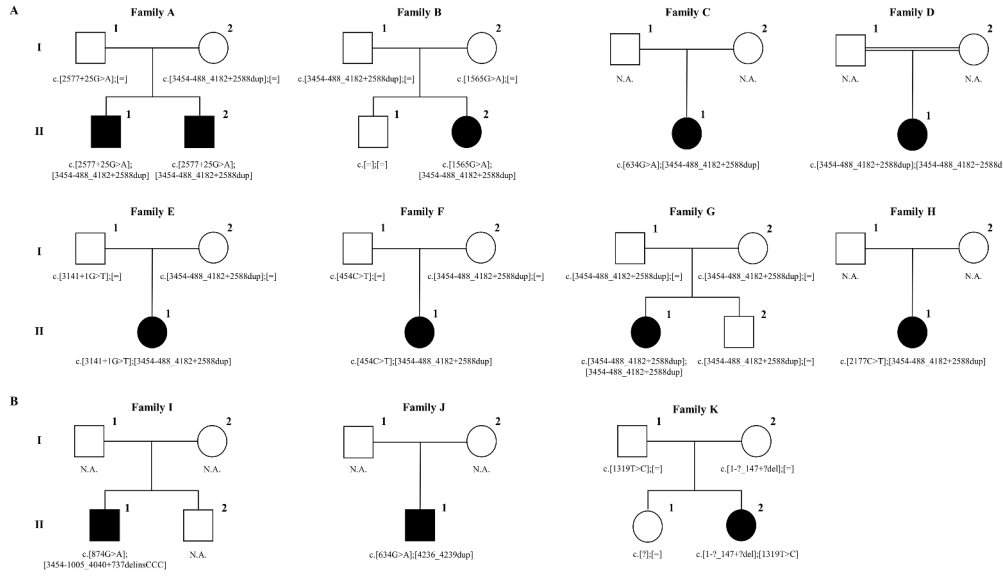 A
Family A
Family B
Family C
Family D
I
1
2
1
2
1
2
1
2
c.[2577+25G>A];[=]
c.[3454-488_4182+2588dup];[=]
c.[3454-488_4182+2588dup];[=]
c.[1565G>A];[=]
N.A.
N.A.
N.A.
N.A.
II
1
2
1
2
1
1
c.[2577+25G>A];
[3454-488_4182+2588dup]
c.[2577+25G>A];
[3454-488_4182+2588dup]
c.[=];[=]
c.[1565G>A];
[3454-488_4182+2588dup]
c.[634G>A];[3454-488_4182+2588dup]
c.[3454-488_4182+2588dup];[3454-488_4182+2588d
Family E
Family F
Family G
Family H
I
1
2
1
2
1
2
1
2
c.[3141+1G>T];[=]
c.[3454-488_4182+2588dup];[=]
c.[454C>T];[=]
c.[3454-488_4182+2588dup];[=]
c.[3454-488_4182+2588dup];[=]
c.[3454-488_4182+2588dup];[=]
N.A.
N.A.
II
1
1
1
2
1
c.[3141+1G>T];[3454-488_4182+2588dup]
c.[454C>T];[3454-488_4182+2588dup]
c.[3454-488_4182+2588dup];
[3454-488_4182+2588dup]
c.[3454-488_4182+2588dup];[=]
c.[2177C>T];[3454-488_4182+2588dup]
B
Family I
Family J
Family K
I
1
2
1
2
1
2
N.A.
N.A.
N.A.
N.A.
c.[1319T>C];[=]
c.[1-?_147+?del];[=]
II
1
2
1
1
2
c.[874G>A];
[3454-1005_4040+737delinsCCC]
N.A.
c.[634G>A];[4236_4239dup]
c.[?];[=]
c.[1-?_147+?del];[1319T>C]